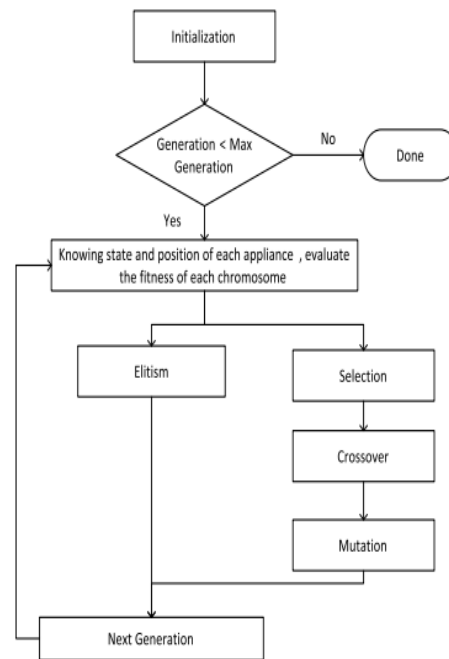 Initialization
Generation < Max
Generation
No
Done
Yes
Knowing state and position of each appliance , evaluate
the fitness of each chromosome
Elitism
Selection
Crossover
Mutation
Next Generation